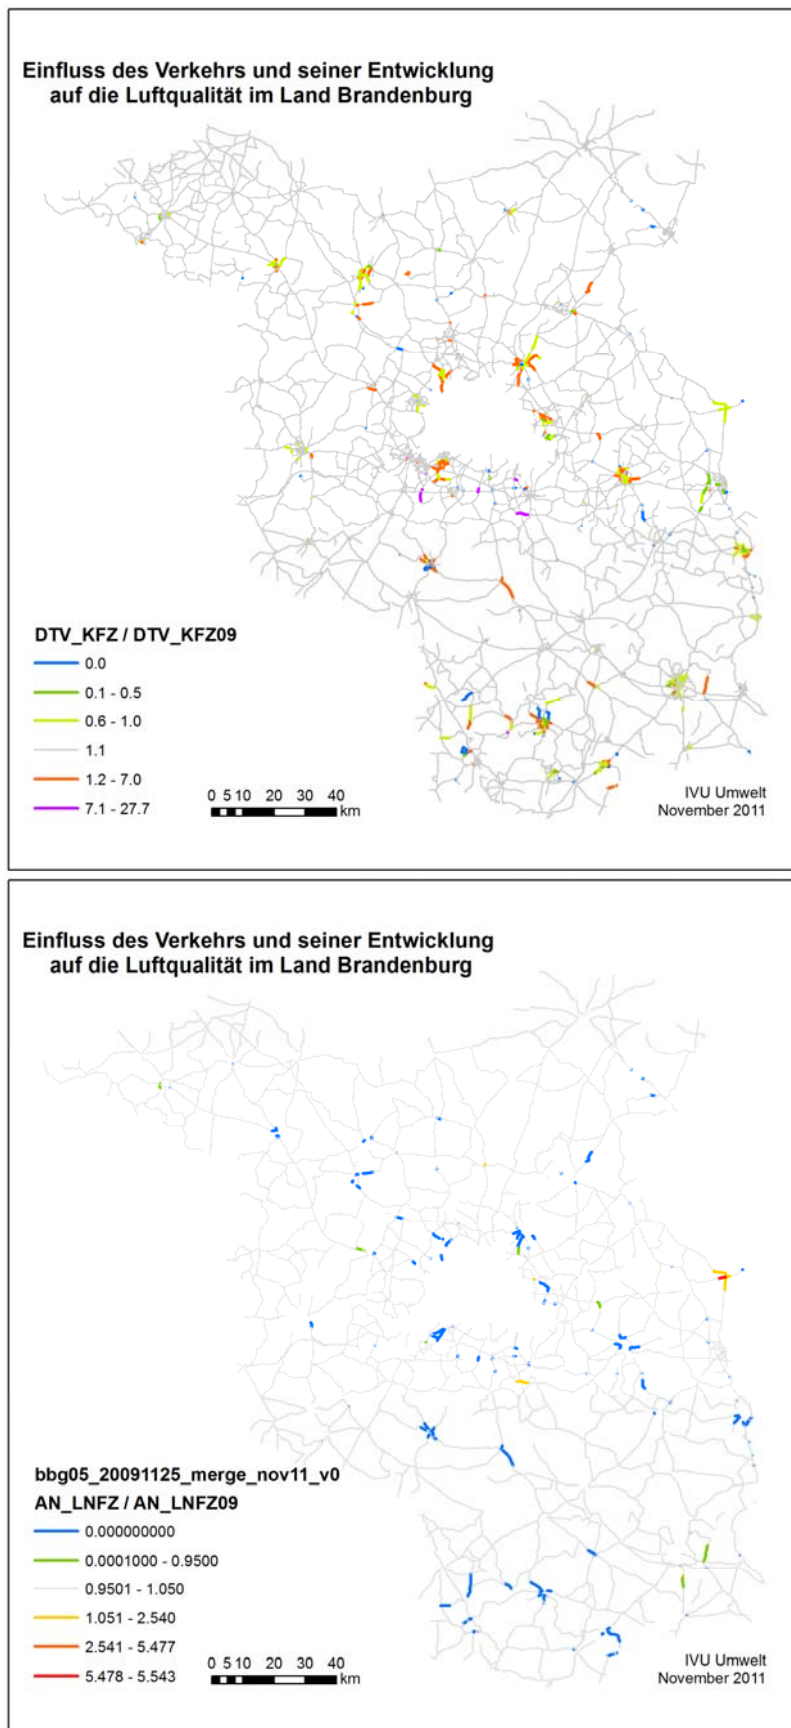 Einfluss des Verkehrs und seiner Entwicklung
auf die Luftqualität im Land Brandenburg
DTV_KFZ / DTV_KFZ09
0.0
0.1 - 0.5
0.6 - 1.0
1.1
1.2 - 7.0
7.1 - 27.7
0 5 10 20 30 40
km
IVU Umwelt
November 2011
Einfluss des Verkehrs und seiner Entwicklung
auf die Luftqualität im Land Brandenburg
bbg05_20091125_merge_nov11_v0
AN_LNFZ / AN_LNFZ09
0.000000000
0.0001000 - 0.9500
0.9501 - 1.050
1.051 - 2.540
2.541 - 5.477
5.478 - 5.543
0 5 10 20 30 40
km
IVU Umwelt
November 2011